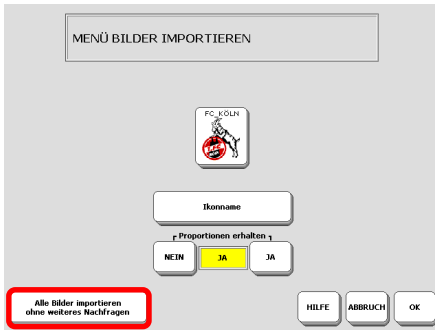 MENÜ BILDER IMPORTIEREN
FC KÖLN
Ikonname
Proportionen erhalten
NEIN JA JA
Alle Bilder importieren
ohne weiteres Nachfragen
HILFE ABBRUCH OK